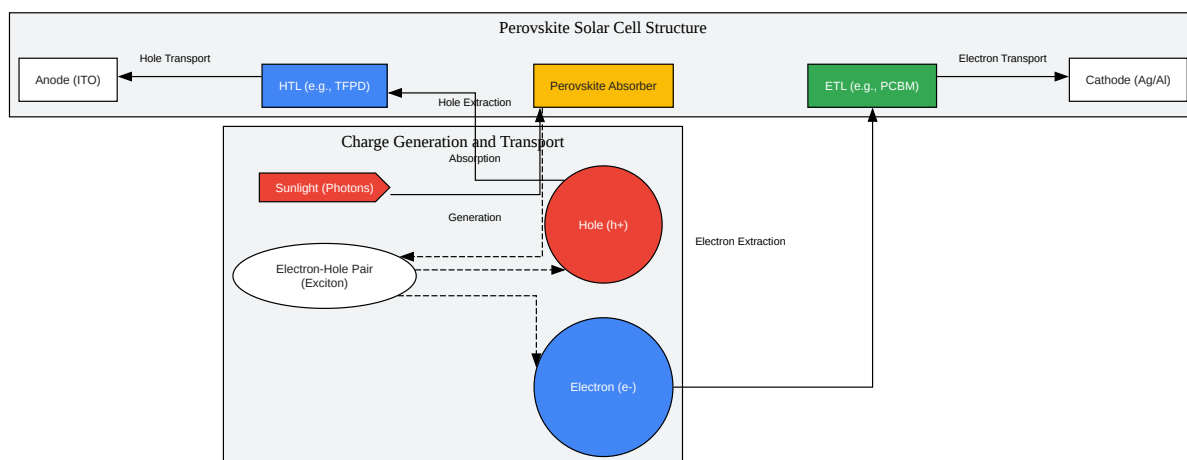 Perovskite Solar Cell Structure
Hole Transport
Electron Transport
Anode (ITO)
HTL (e.g., TFPD)
Perovskite Absorber
ETL (e.g., PCBM)
Cathode (Ag/Al)
Hole Extraction
Charge Generation and Transport
Absorption
Sunlight (Photons)
Generation
Hole (h+)
Electron Extraction
Electron-Hole Pair
(Exciton)
Electron (e-)